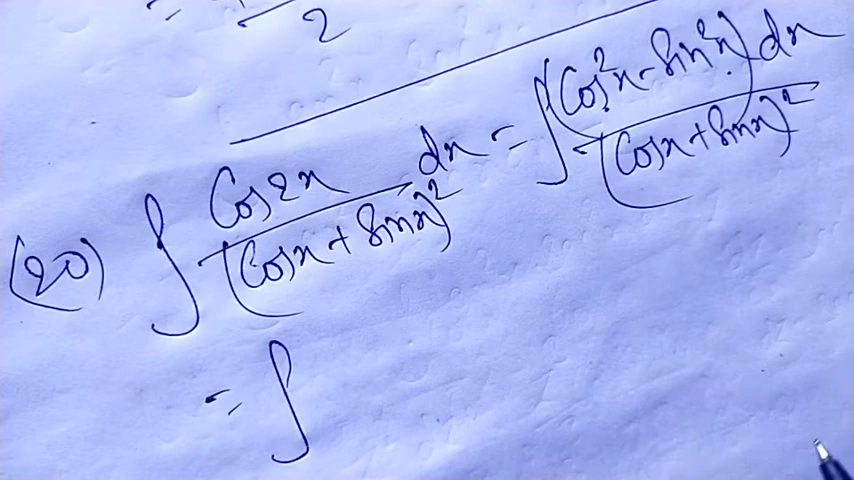 = 2
(20) ∫ Cos2x / (Cosx + Sinx)² dx = ∫ (Cos²x - Sin²x) dx / (Cosx + Sinx)²
= ∫